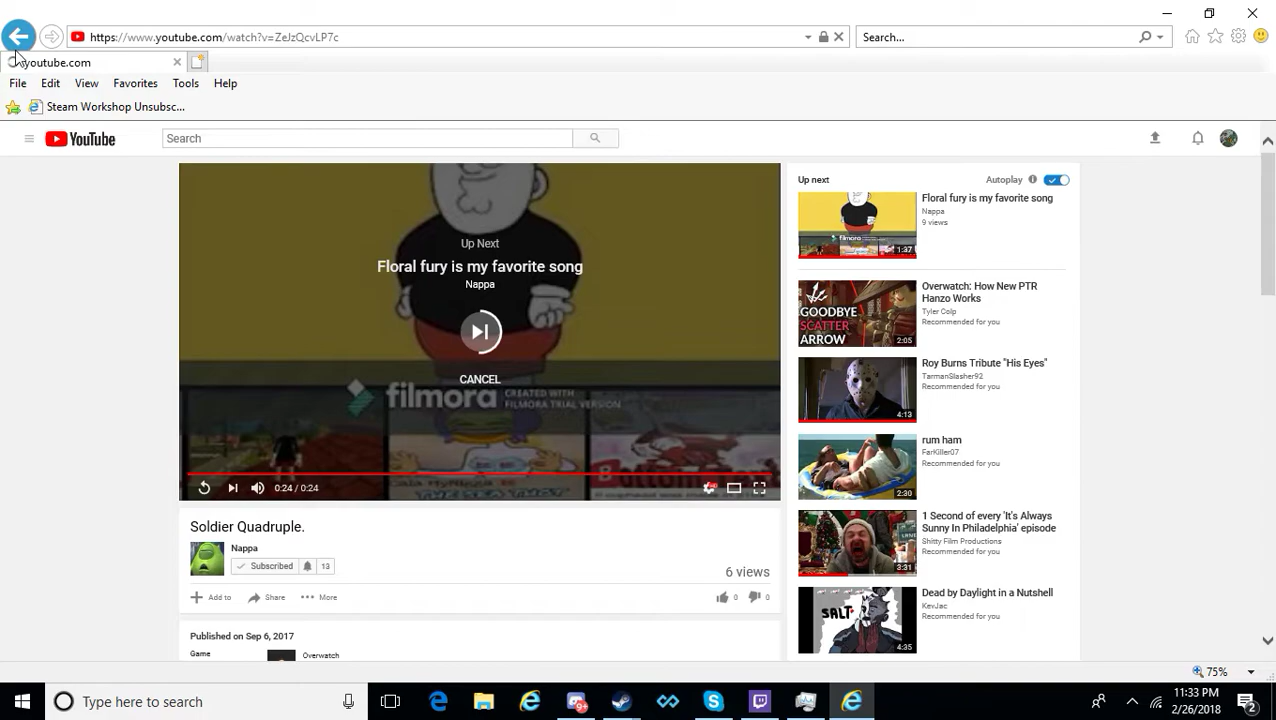 https://www.youtube.com/watch?v=ZeJzQcvLP7c
Search...
youtube.com
File Edit View Favorites Tools Help
Steam Workshop Unsubsc...
YouTube
Search
Up next
Autoplay
Up Next
Floral fury is my favorite song
Nappa
CANCEL
filmora
CREATED WITH
FILMORA TRIAL VERSION
0:24 / 0:24
Floral fury is my favorite song
Nappa
9 views
filmora
1:37
Overwatch: How New PTR
Hanzo Works
Tyler Colp
Recommended for you
GOODBYE
SCATTER
ARROW
2:05
Roy Burns Tribute "His Eyes"
TarmanSlasher92
Recommended for you
4:13
rum ham
FarKiller07
Recommended for you
2:30
1 Second of every 'It's Always
Sunny In Philadelphia' episode
Shitty Film Productions
Recommended for you
3:31
Dead by Daylight in a Nutshell
KevJac
Recommended for you
SALT
4:35
Soldier Quadruple.
Nappa
Subscribed 13
6 views
Add to Share More
0 0
Published on Sep 6, 2017
Game
Overwatch
75%
Type here to search
11:33 PM
2/26/2018
2